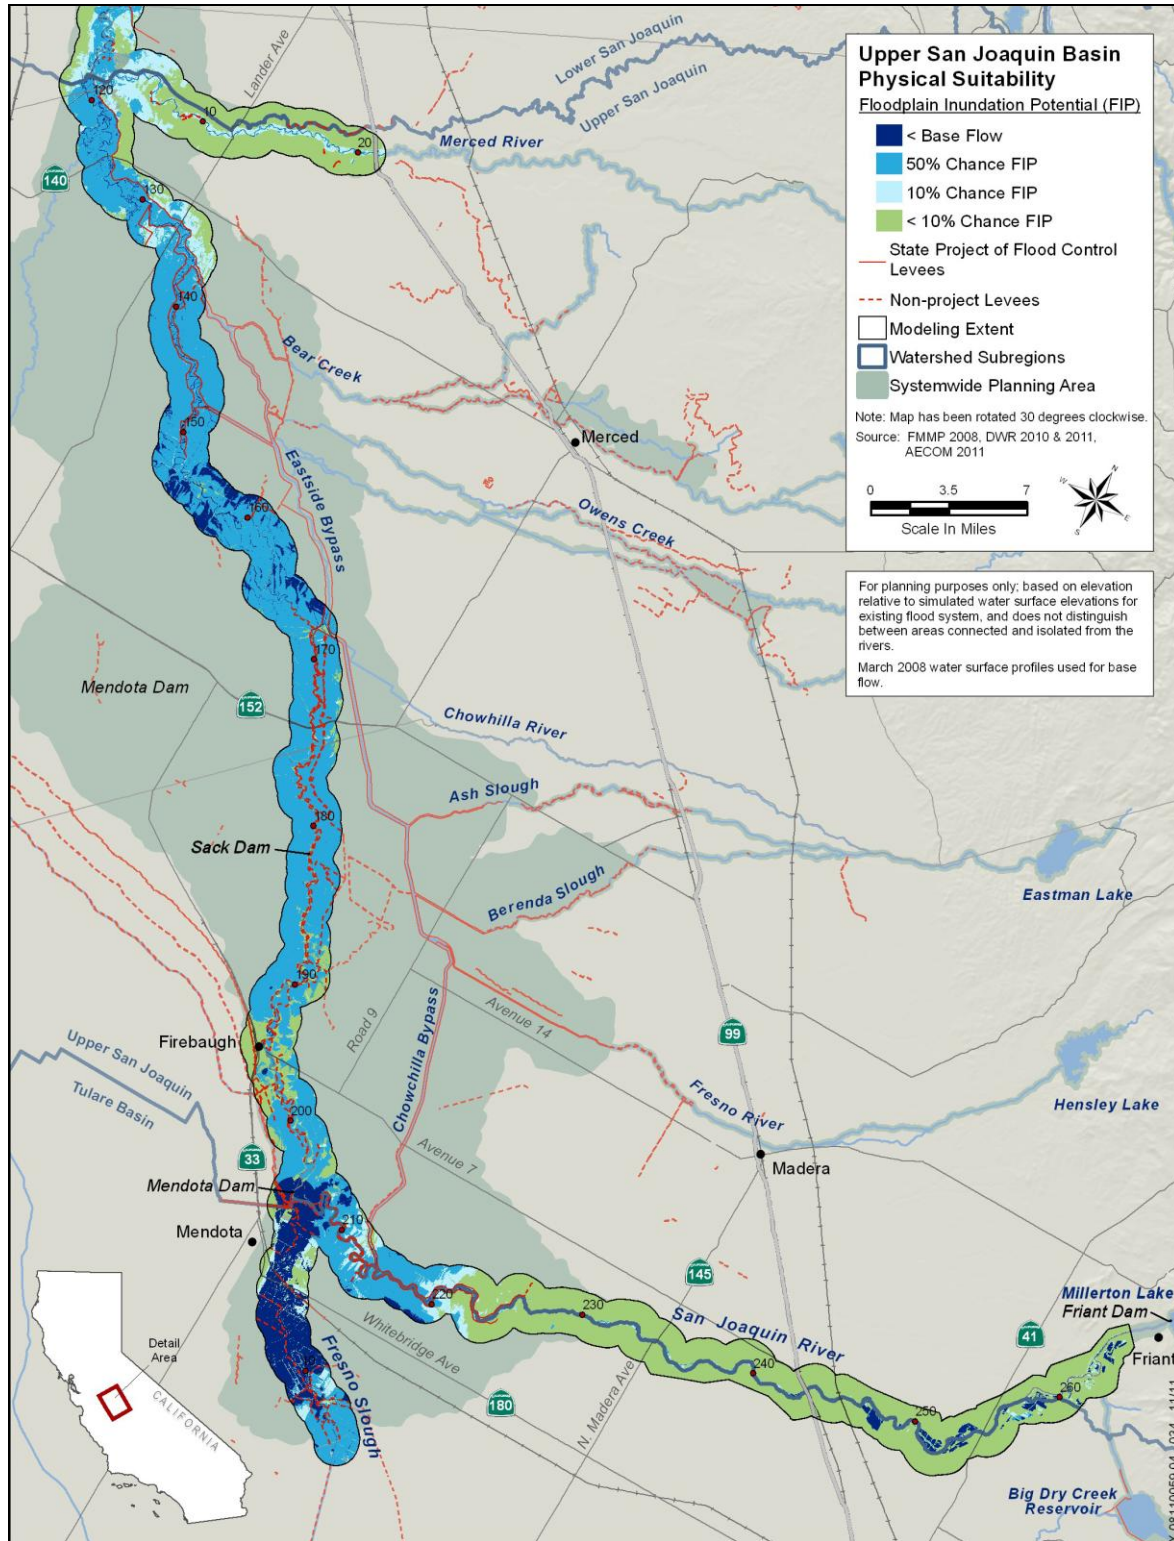 Upper San Joaquin Basin
Physical Suitability
Floodplain Inundation Potential (FIP)
< Base Flow
50% Chance FIP
10% Chance FIP
< 10% Chance FIP
State Project of Flood Control
Levees
Non-project Levees
Modeling Extent
Watershed Subregions
Systemwide Planning Area
Note: Map has been rotated 30 degrees clockwise.
Source: FMMP 2008, DWR 2010 & 2011,
AECOM 2011
N
W
E
S
0 3.5 7
Scale In Miles
For planning purposes only; based on elevation
relative to simulated water surface elevations for
existing flood system, and does not distinguish
between areas connected and isolated from the
rivers.
March 2008 water surface profiles used for base
flow.
Lander Ave
Lower San Joaquin
Upper San Joaquin
120
10
20
Merced River
140
130
140
Bear Creek
150
Merced
Eastside Bypass
160
Owens Creek
170
Mendota Dam
152
Chowhilla River
Ash Slough
180
Sack Dam
Berenda Slough
Eastman Lake
190
Avenue 14
Road 9
99
Firebaugh
Chowchilla Bypass
Upper San Joaquin
Tulare Basin
Fresno River
Hensley Lake
200
Avenue 7
33
Madera
Mendota Dam
210
Mendota
145
220
230
San Joaquin River
Millerton Lake
Friant Dam
41
Friant
Whitebridge Ave
240
Detail
Area
Fresno Slough
10
260
180
N. Madera Ave
250
CALIFORNIA
Big Dry Creek
Reservoir